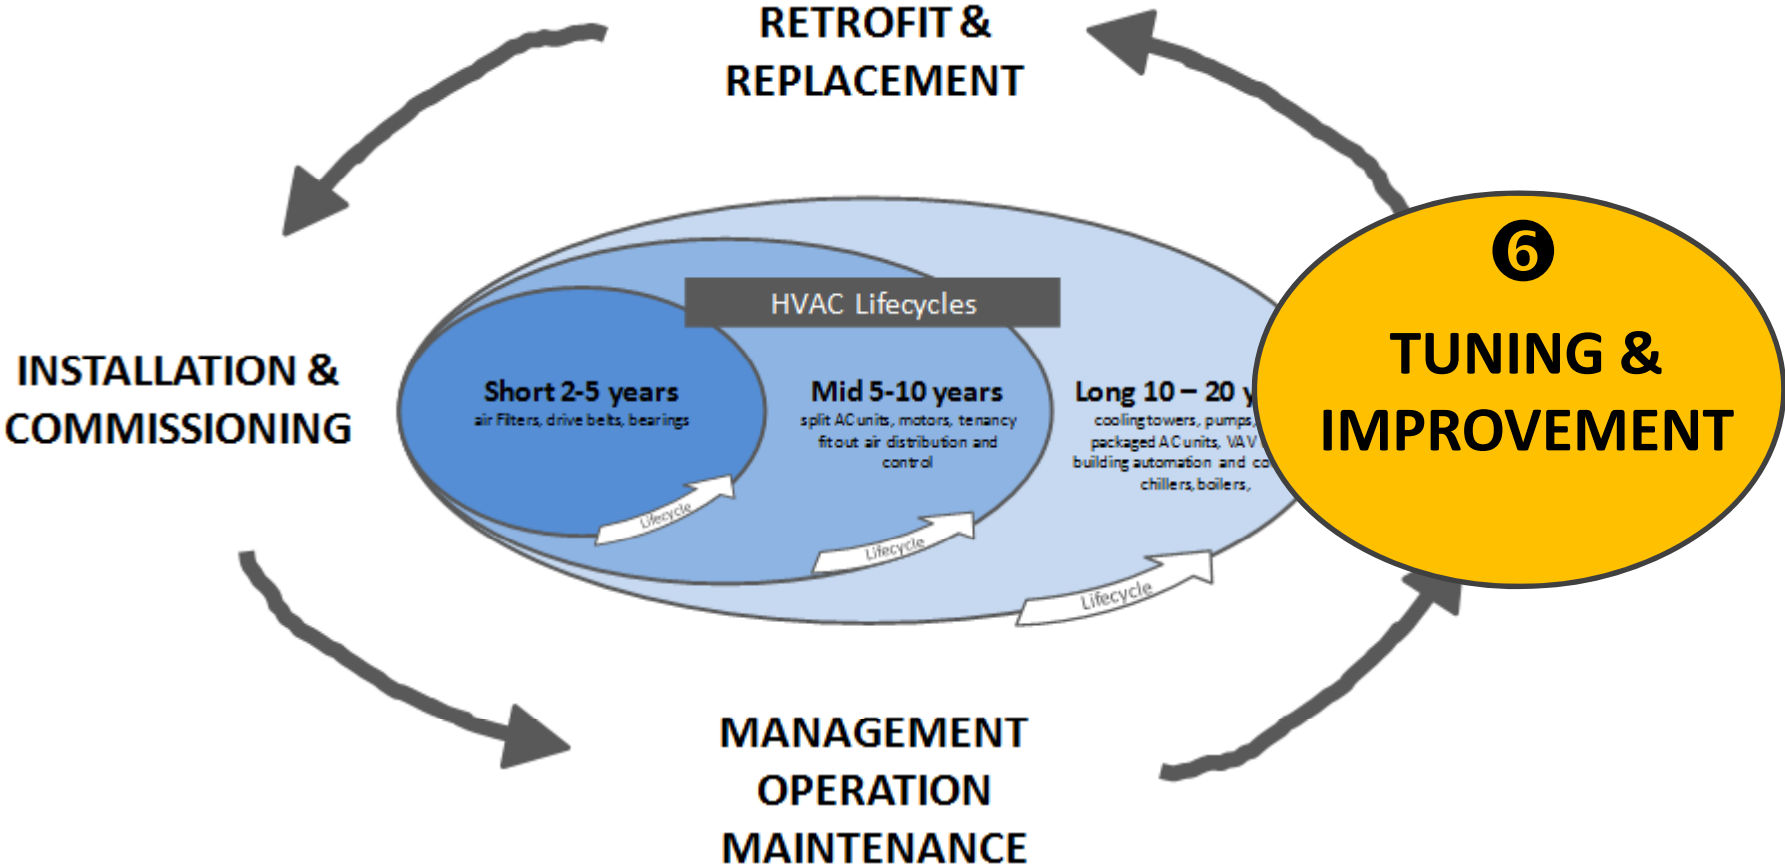 RETROFIT &
REPLACEMENT
INSTALLATION &
COMMISSIONING
HVAC Lifecycles
Short 2-5 years
air Filters, drive belts, bearings
Lifecycle
Mid 5-10 years
split AC units, motors, tenancy
fitout air distribution and
control
Lifecycle
Long 10 – 20 y
cooling towers, pumps,
packaged AC units, VAV
building automation and co
chillers, boilers,
Lifecycle
6
TUNING &
IMPROVEMENT
MANAGEMENT
OPERATION
MAINTENANCE